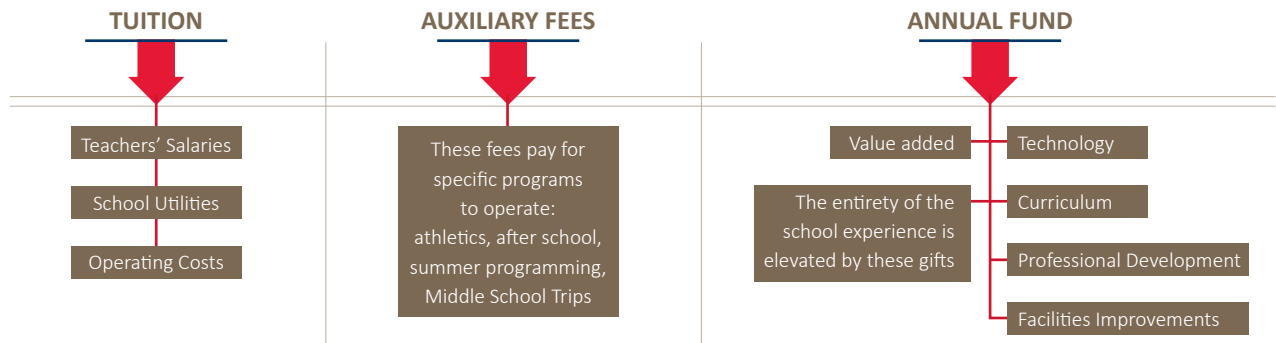 TUITION
Teachers’ Salaries
School Utilities
Operating Costs
AUXILIARY FEES
These fees pay for
specific programs
to operate:
athletics, after school,
summer programming,
Middle School Trips
ANNUAL FUND
Value added
The entirety of the
school experience is
elevated by these gifts
Technology
Curriculum
Professional Development
Facilities Improvements